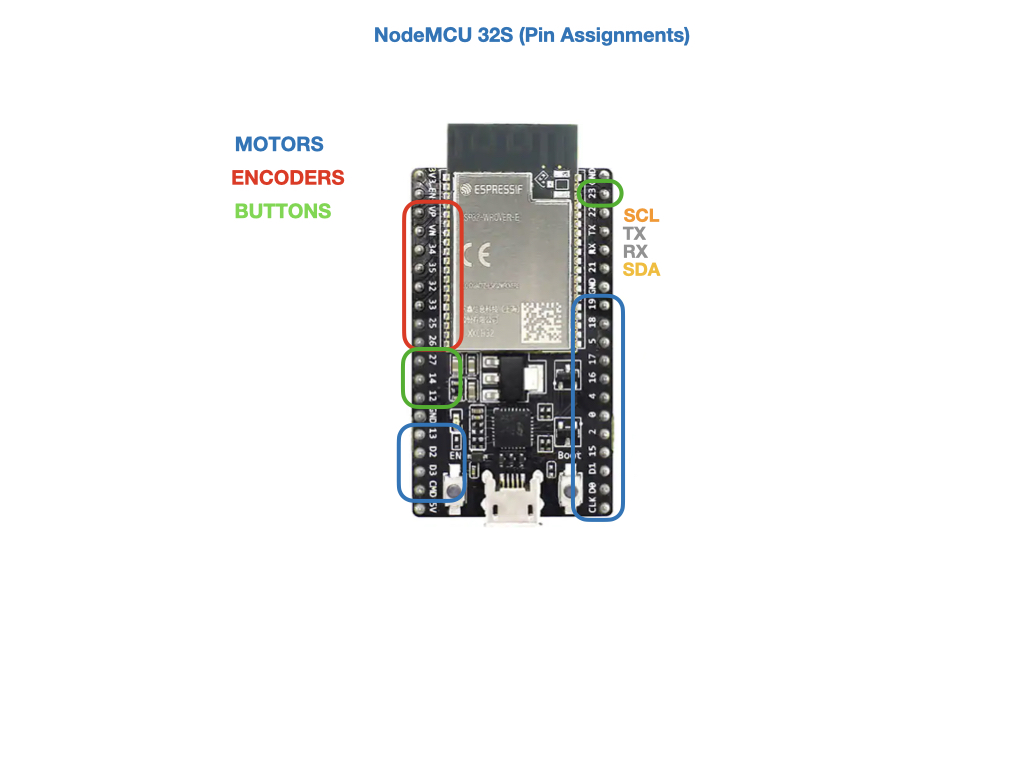 NodeMCU 32S (Pin Assignments)
MOTORS
ENCODERS
BUTTONS
SCL
TX
RX
SDA
ESPRESSIF
CE
3V3
EN
VP
VN
34
35
32
33
25
26
27
14
12
GND
13
D2
D3
CMD
5V
GND
23
22
TX
RX
21
GND
19
18
5
17
16
4
0
2
15
D1
D0
CLK
EN
Boot